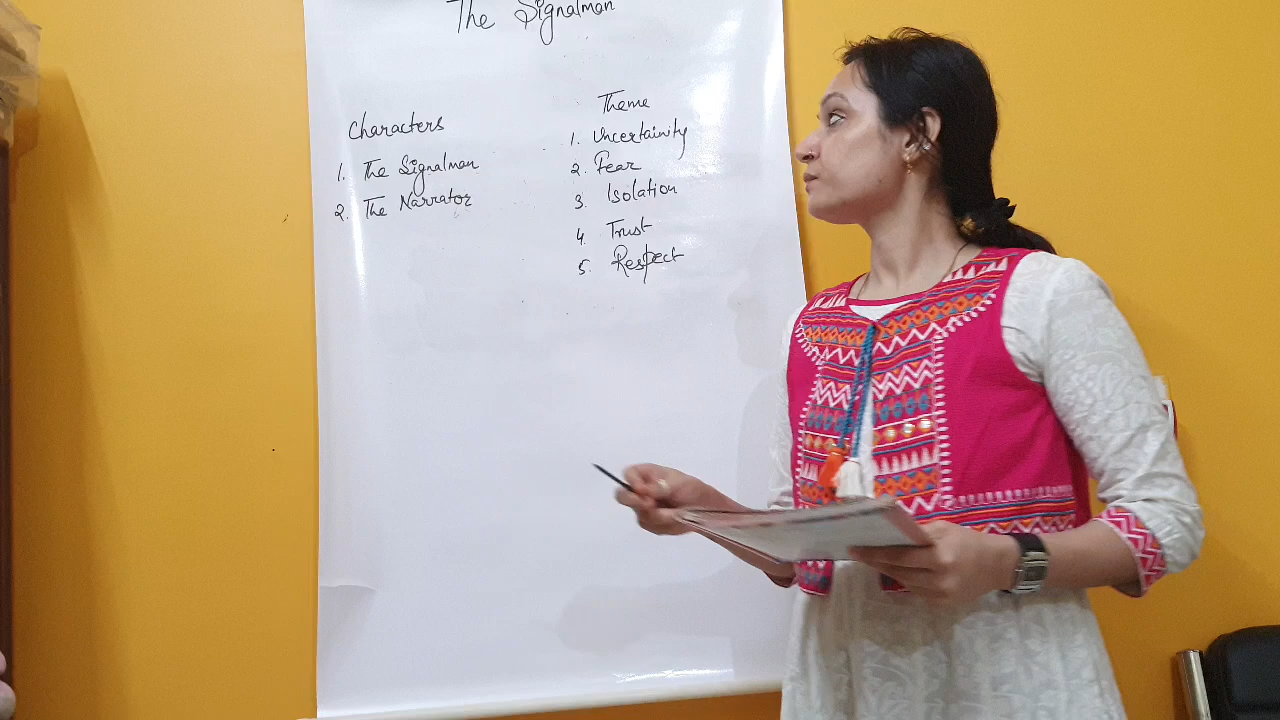 The Signalman
Characters
1. The Signalman
2. The Narrator
Theme
1. Uncertainity
2. Fear
3. Isolation
4. Trust
5. Respect